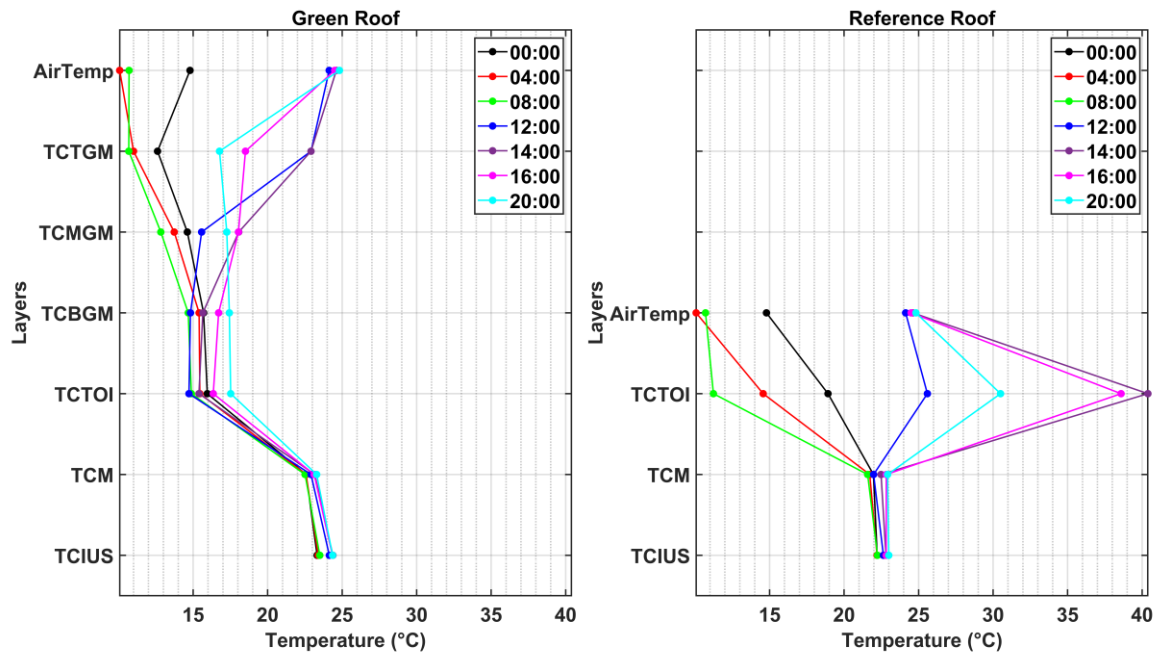 Green Roof
00:00
04:00
08:00
12:00
14:00
16:00
20:00
AirTemp
TCTGM
TCMGM
TCBGM
TCTOI
TCM
TCIUS
Layers
15 20 25 30 35 40
Temperature (°C)
Reference Roof
00:00
04:00
08:00
12:00
14:00
16:00
20:00
AirTemp
TCTOI
TCM
TCIUS
Layers
15 20 25 30 35 40
Temperature (°C)